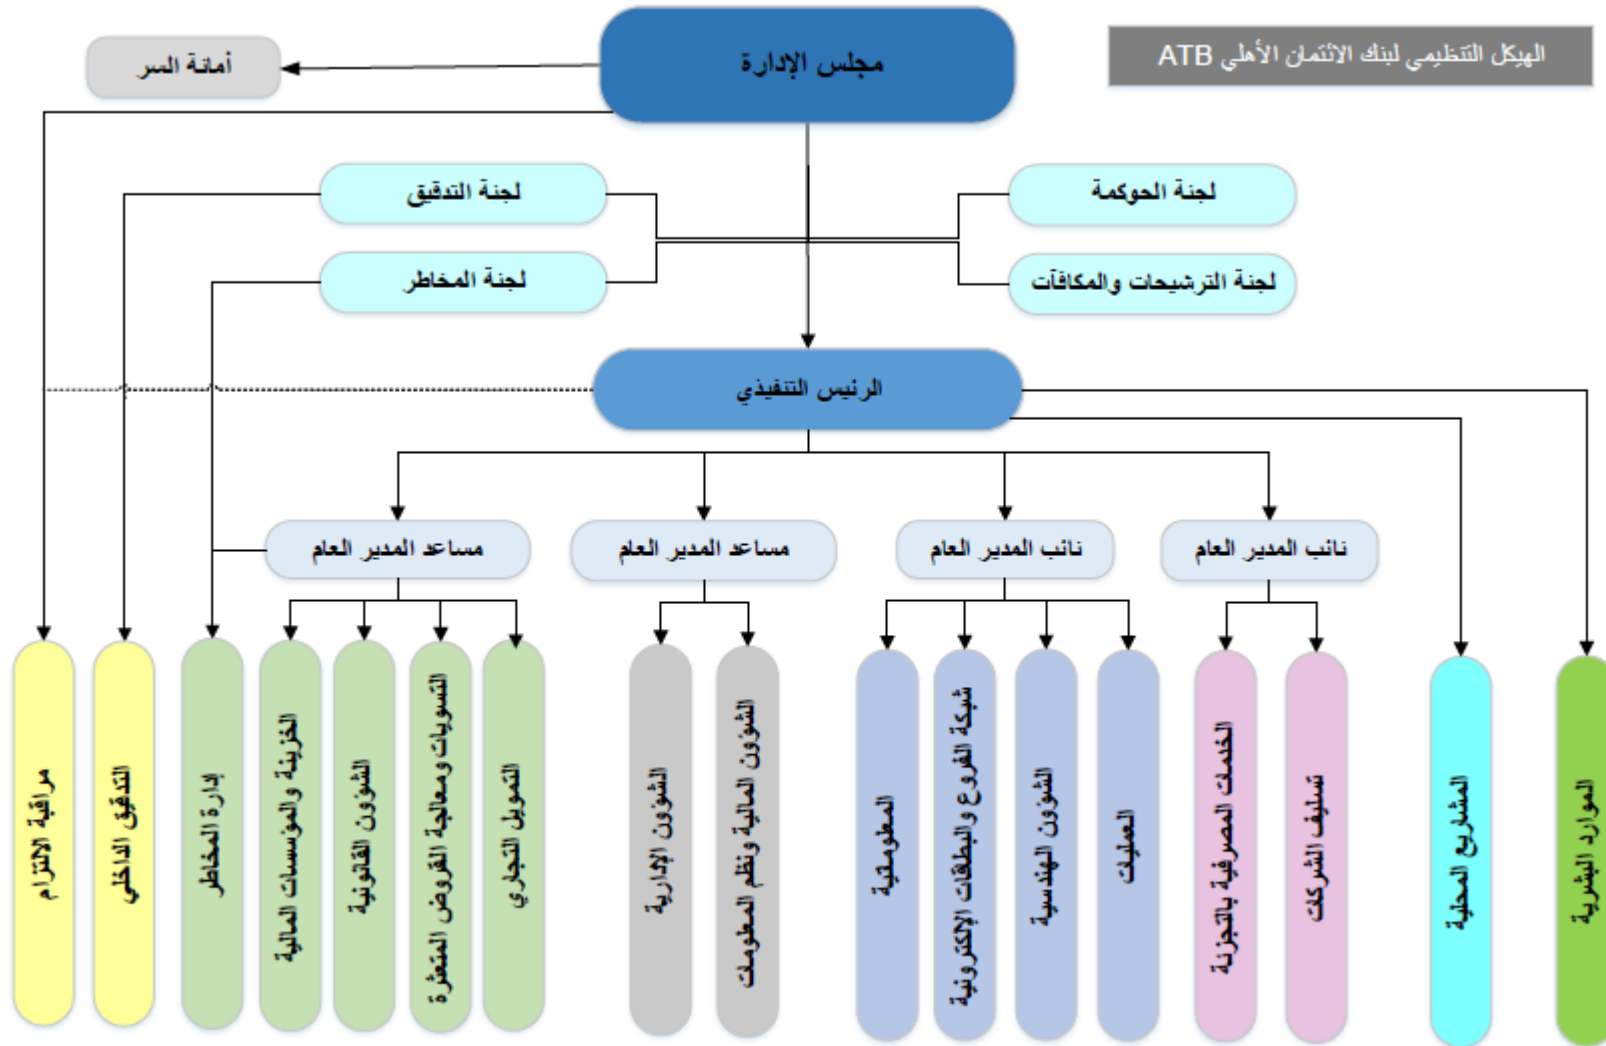 الهيكل التنظيمي لبنك الائتمان الأهلي ATB
مجلس الإدارة
أمانة السر
لجنة الحوكمة
لجنة التدقيق
لجنة الترشيحات والمكافآت
لجنة المخاطر
الرئيس التنفيذي
نائب المدير العام
نائب المدير العام
مساعد المدير العام
مساعد المدير العام
الموارد البشرية
المشاريع المحلية
تسليف الشركات
الخدمات المصرفية بالتجزئة
العمليات
الشؤون الهندسية
شبكة الفروع والبطاقات الإلكترونية
المعلوماتية
الشؤون المالية ونظم المعلومات
الشؤون الإدارية
التمويل التجاري
التسويات ومعالجة القروض المتعثرة
الشؤون القانونية
الخزينة والمؤسسات المالية
إدارة المخاطر
التدقيق الداخلي
مراقبة الالتزام